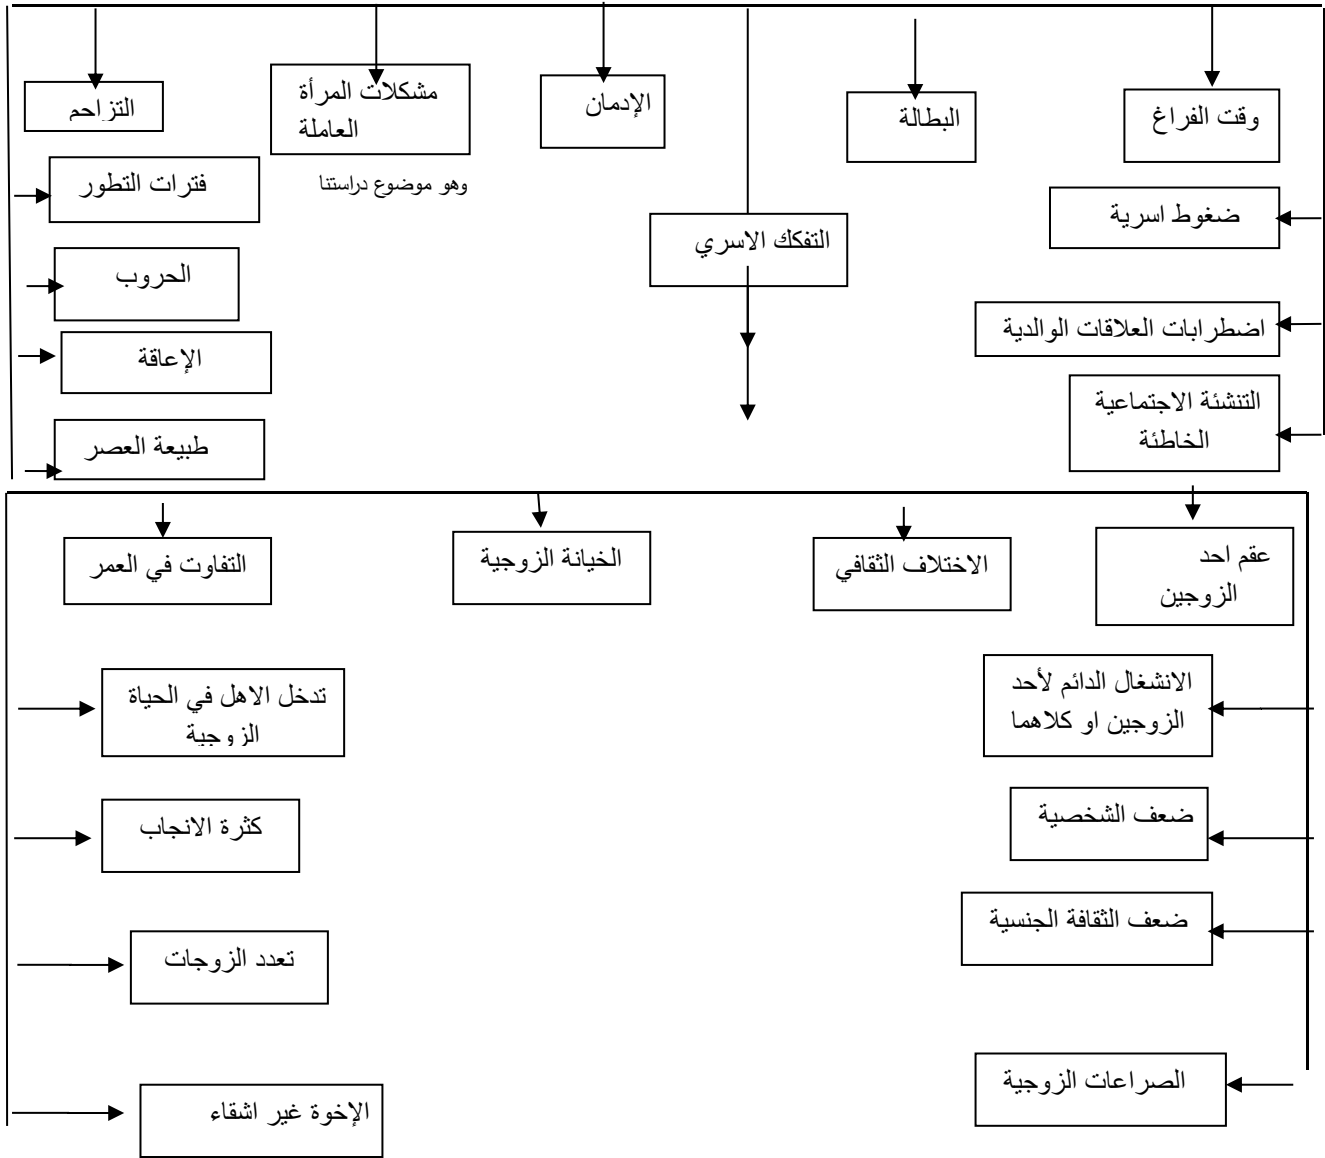 وقت الفراغ
البطالة
الإدمان
مشكلات المرأة
العاملة
التزاحم
وهو موضوع دراستنا
فترات التطور
ضغوط اسرية
التفكك الاسري
الحروب
اضطرابات العلاقات الوالدية
الإعاقة
التنشئة الاجتماعية
الخاطئة
طبيعة العصر
عقم احد
الزوجين
الاختلاف الثقافي
الخيانة الزوجية
التفاوت في العمر
الانشغال الدائم لأحد
الزوجين او كلاهما
تدخل الاهل في الحياة
الزوجية
ضعف الشخصية
كثرة الانجاب
ضعف الثقافة الجنسية
تعدد الزوجات
الصراعات الزوجية
الإخوة غير اشقاء